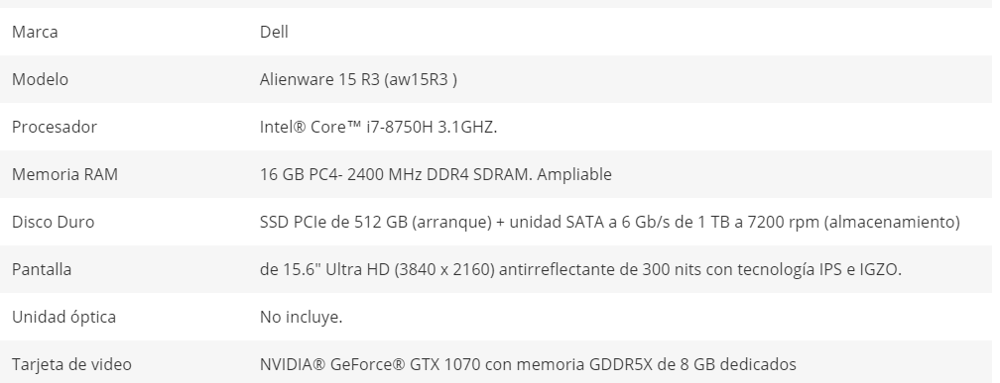 Marca Dell
Modelo Alienware 15 R3 (aw15R3 )
Procesador Intel® Core™ i7-8750H 3.1GHZ.
Memoria RAM 16 GB PC4- 2400 MHz DDR4 SDRAM. Ampliable
Disco Duro SSD PCIe de 512 GB (arranque) + unidad SATA a 6 Gb/s de 1 TB a 7200 rpm (almacenamiento)
Pantalla de 15.6" Ultra HD (3840 x 2160) antirreflectante de 300 nits con tecnología IPS e IGZO.
Unidad óptica No incluye.
Tarjeta de video NVIDIA® GeForce® GTX 1070 con memoria GDDR5X de 8 GB dedicados